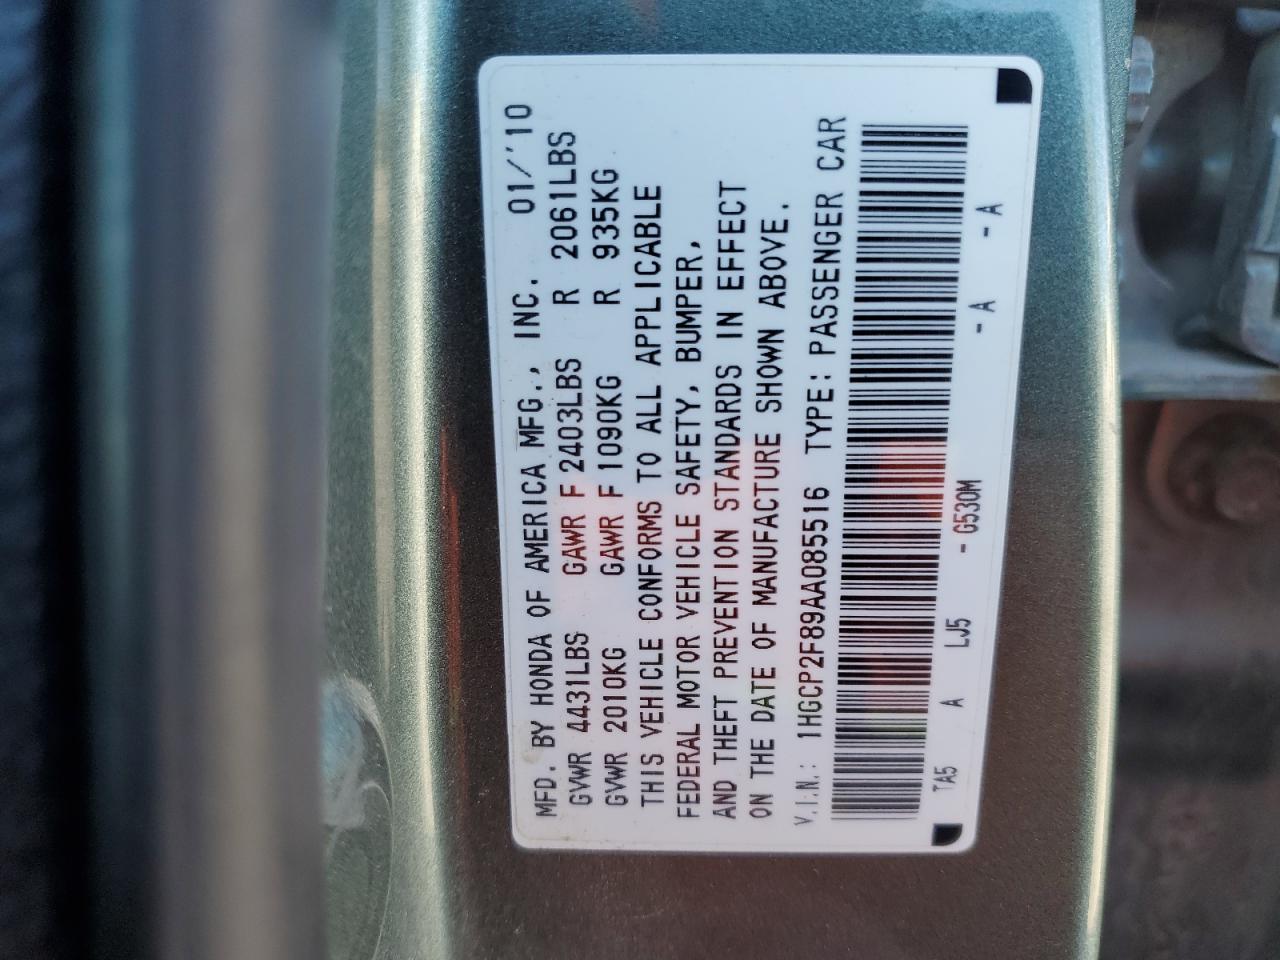 MFD. BY HONDA OF AMERICA MFG., INC. 01/'10
GVWR 4431LBS GAWR F 2403LBS R 2061LBS
GVWR 2010KG GAWR F 1090KG R 935KG
THIS VEHICLE CONFORMS TO ALL APPLICABLE
FEDERAL MOTOR VEHICLE SAFETY, BUMPER,
AND THEFT PREVENTION STANDARDS IN EFFECT
ON THE DATE OF MANUFACTURE SHOWN ABOVE.
V.I.N.: 1HGCP2F89AA085516 TYPE: PASSENGER CAR
TA5 A LJ5 - G530M - A - A